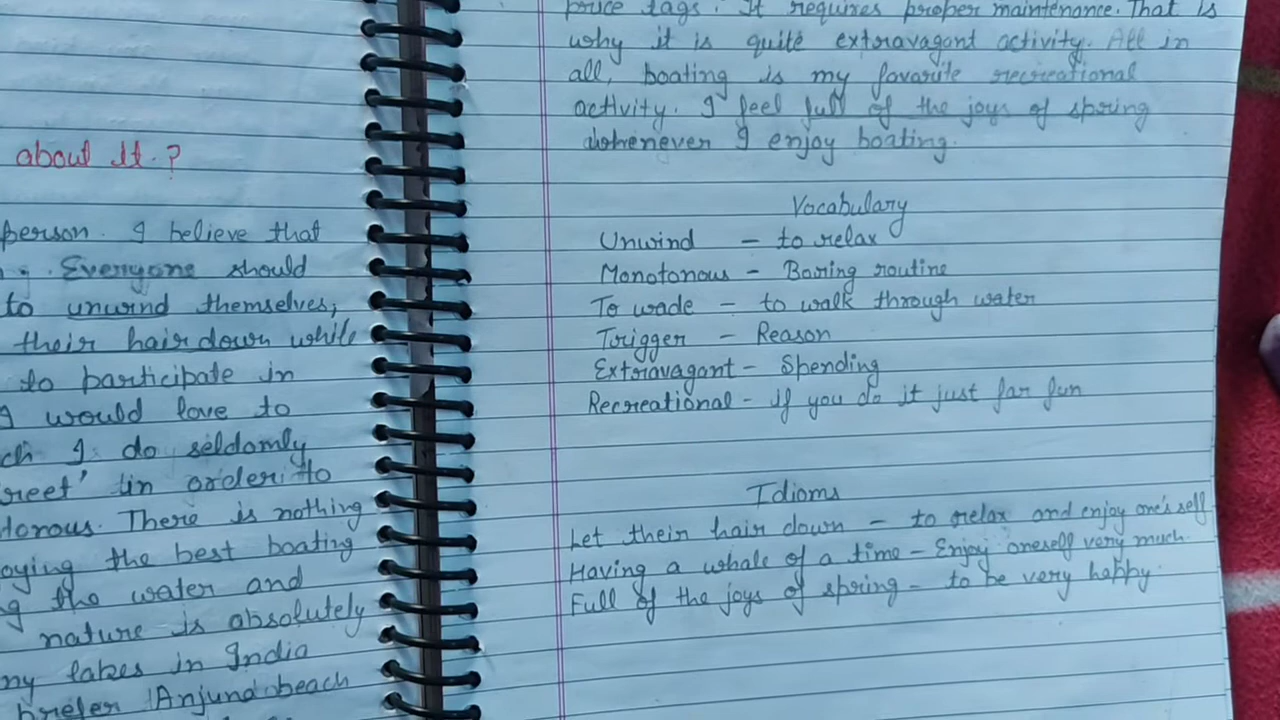 about It.?
person. I believe that
Everyone should
to unwind themselves,
their hair down while
to participate in
I would love to
ch I do seldomly
reet' in order to
dorous. There is nothing
oying the best boating
g the water and
nature is absolutely
ny lakes in India
prefer 'Anjuna' beach
price tags. It requires proper maintenance. That is
why it is quite extravagant activity. All in
all, boating is my favorite recreational
activity. I feel full of the joys of spring
whenever I enjoy boating.
Vocabulary
Unwind - to relax
Monotonous - Boring routine
To wade - to walk through water
Trigger - Reason
Extravagant - Spending
Recreational - if you do it just for fun
Idioms
Let their hair down - to relax and enjoy one's self
Having a whale of a time - Enjoy oneself very much.
Full of the joys of spring - to be very happy.